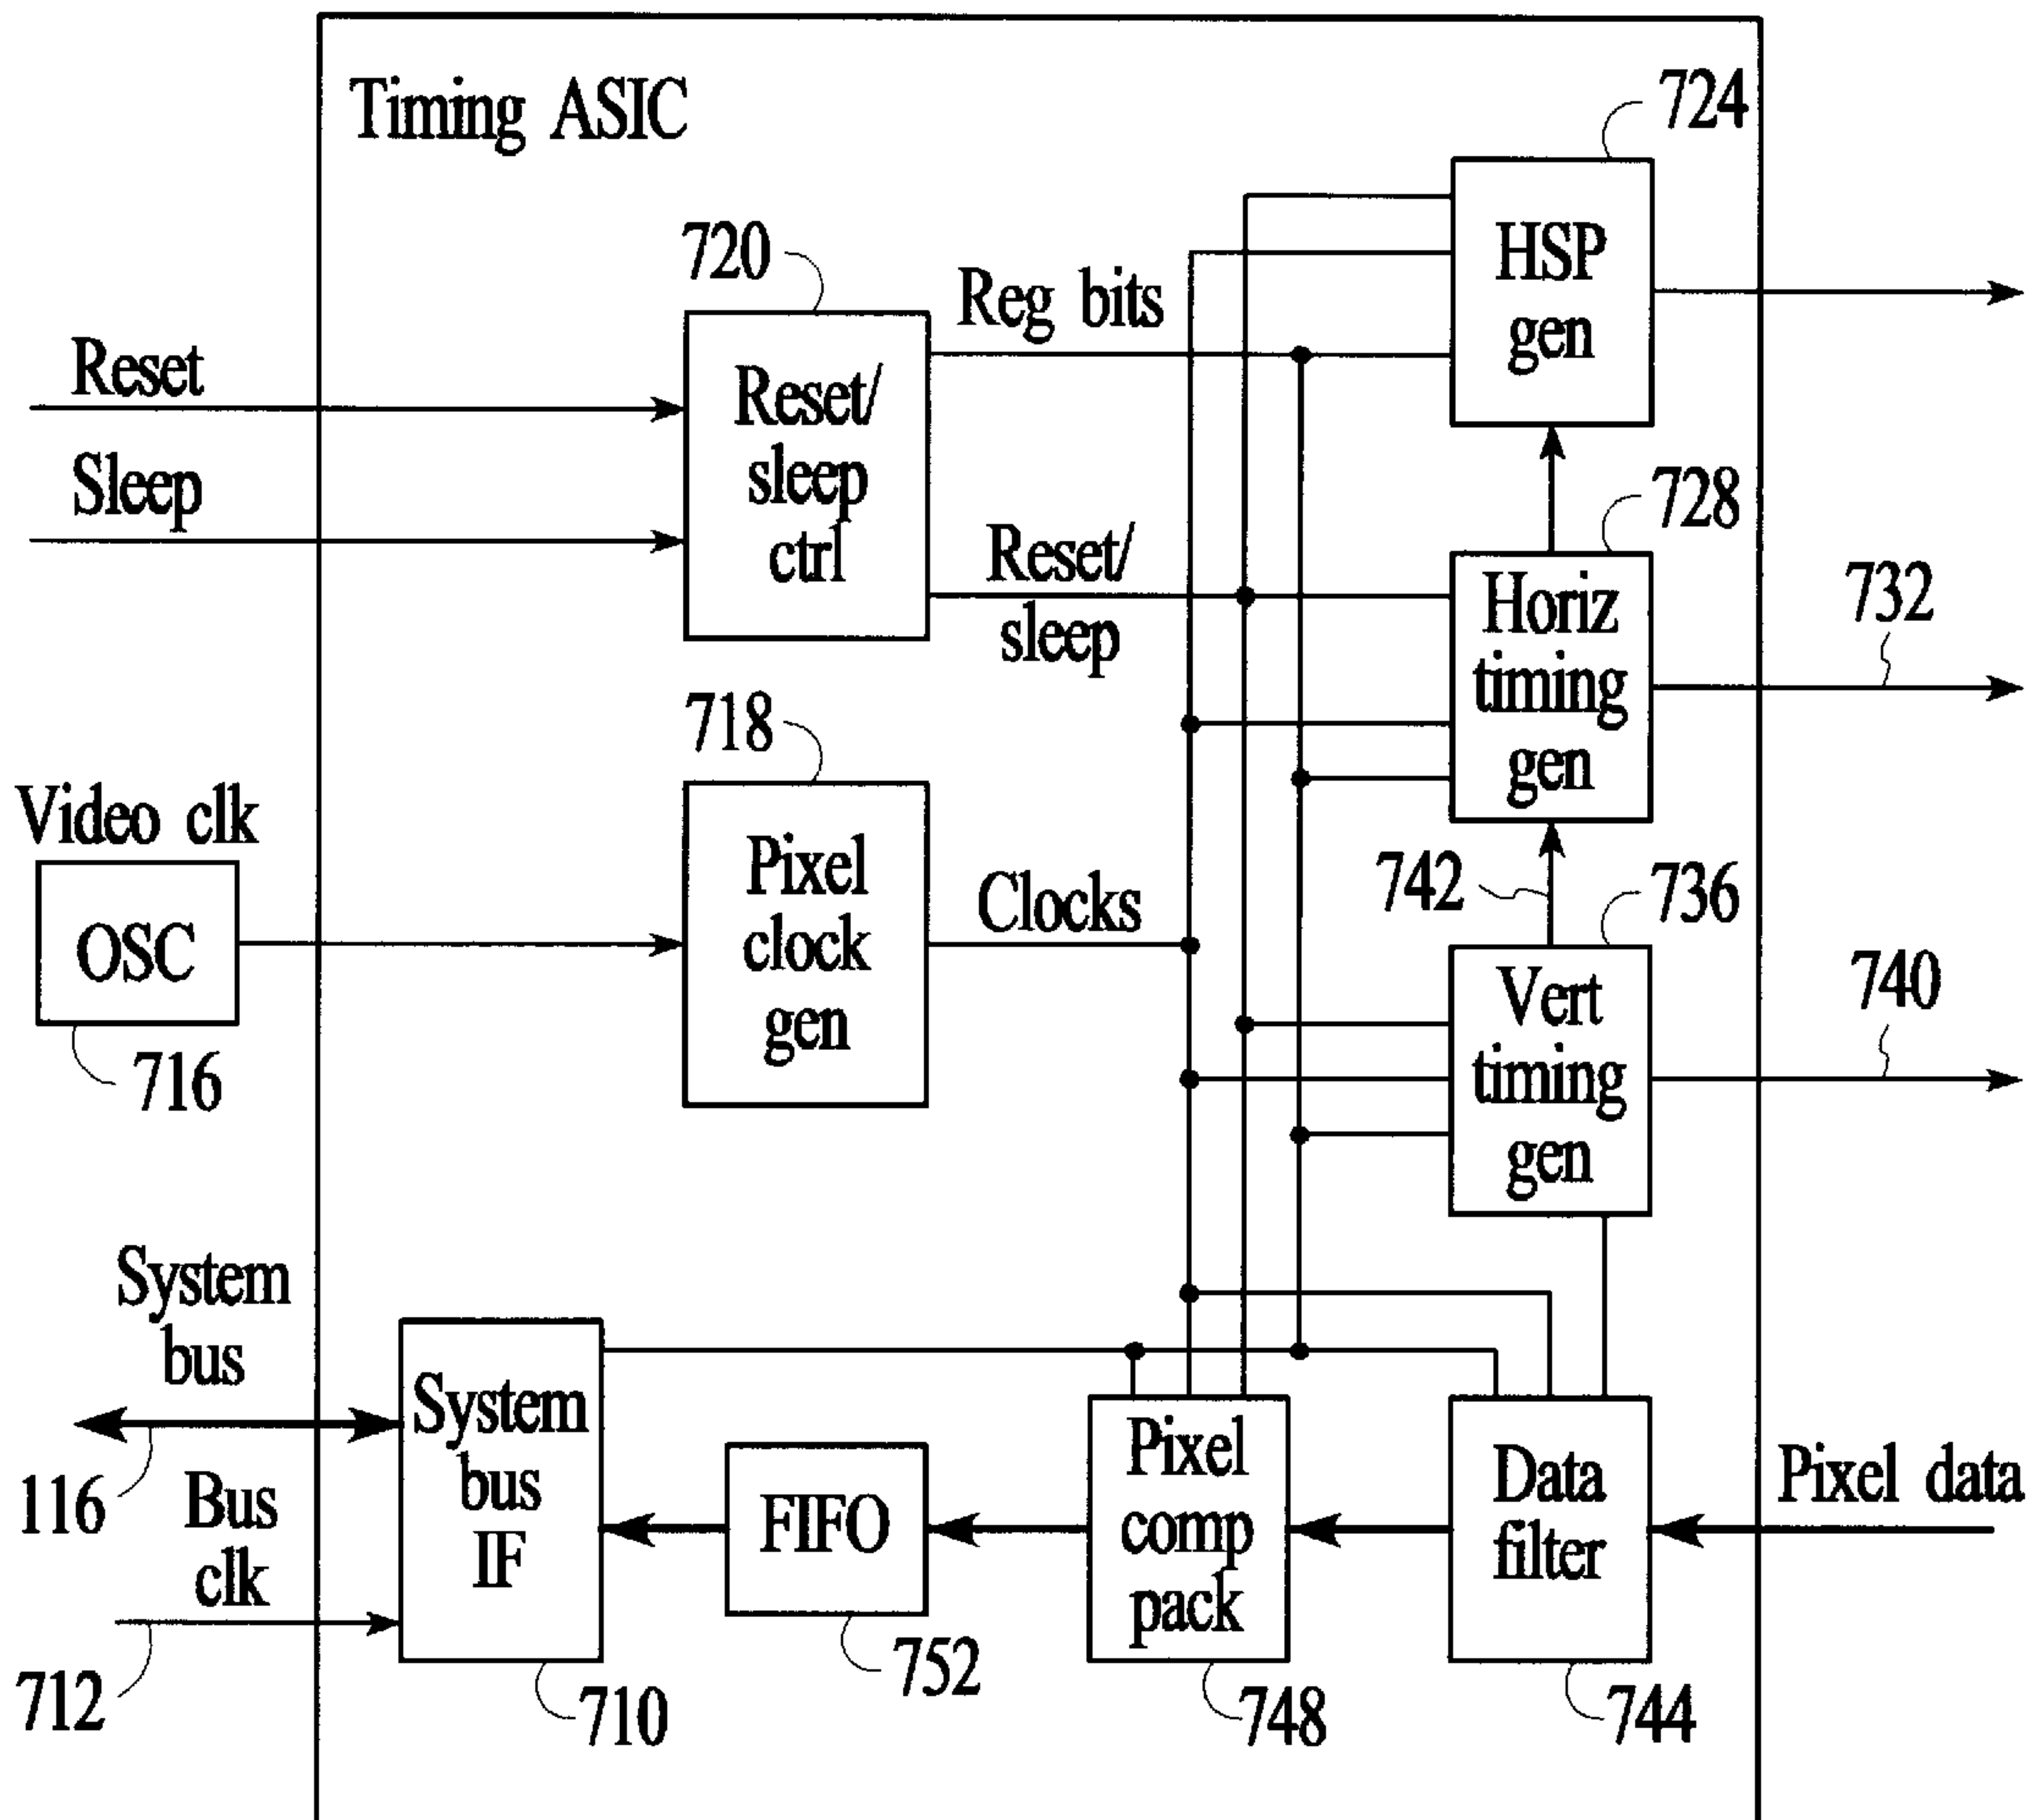 Timing ASIC
724
HSP
gen
720
Reg bits
Reset
Sleep
Reset/
sleep
ctrl
Reset/
sleep
728
Horiz
timing
gen
732
718
Video clk
OSC
716
Pixel
clock
gen
Clocks
742
736
Vert
timing
gen
740
System
bus
116
Bus
clk
712
System
bus
IF
710
FIFO
752
Pixel
comp
pack
748
Data
filter
744
Pixel data